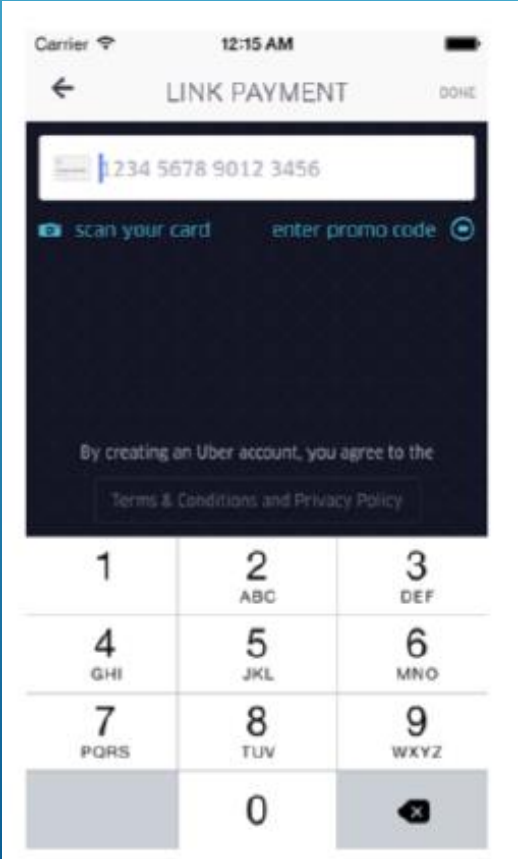 Carrier 12:15 AM
LINK PAYMENT DONE
1234 5678 9012 3456
scan your card enter promo code
By creating an Uber account, you agree to the
Terms & Conditions and Privacy Policy
1 2 3
ABC DEF
4 5 6
GHI JKL MNO
7 8 9
PQRS TUV WXYZ
0